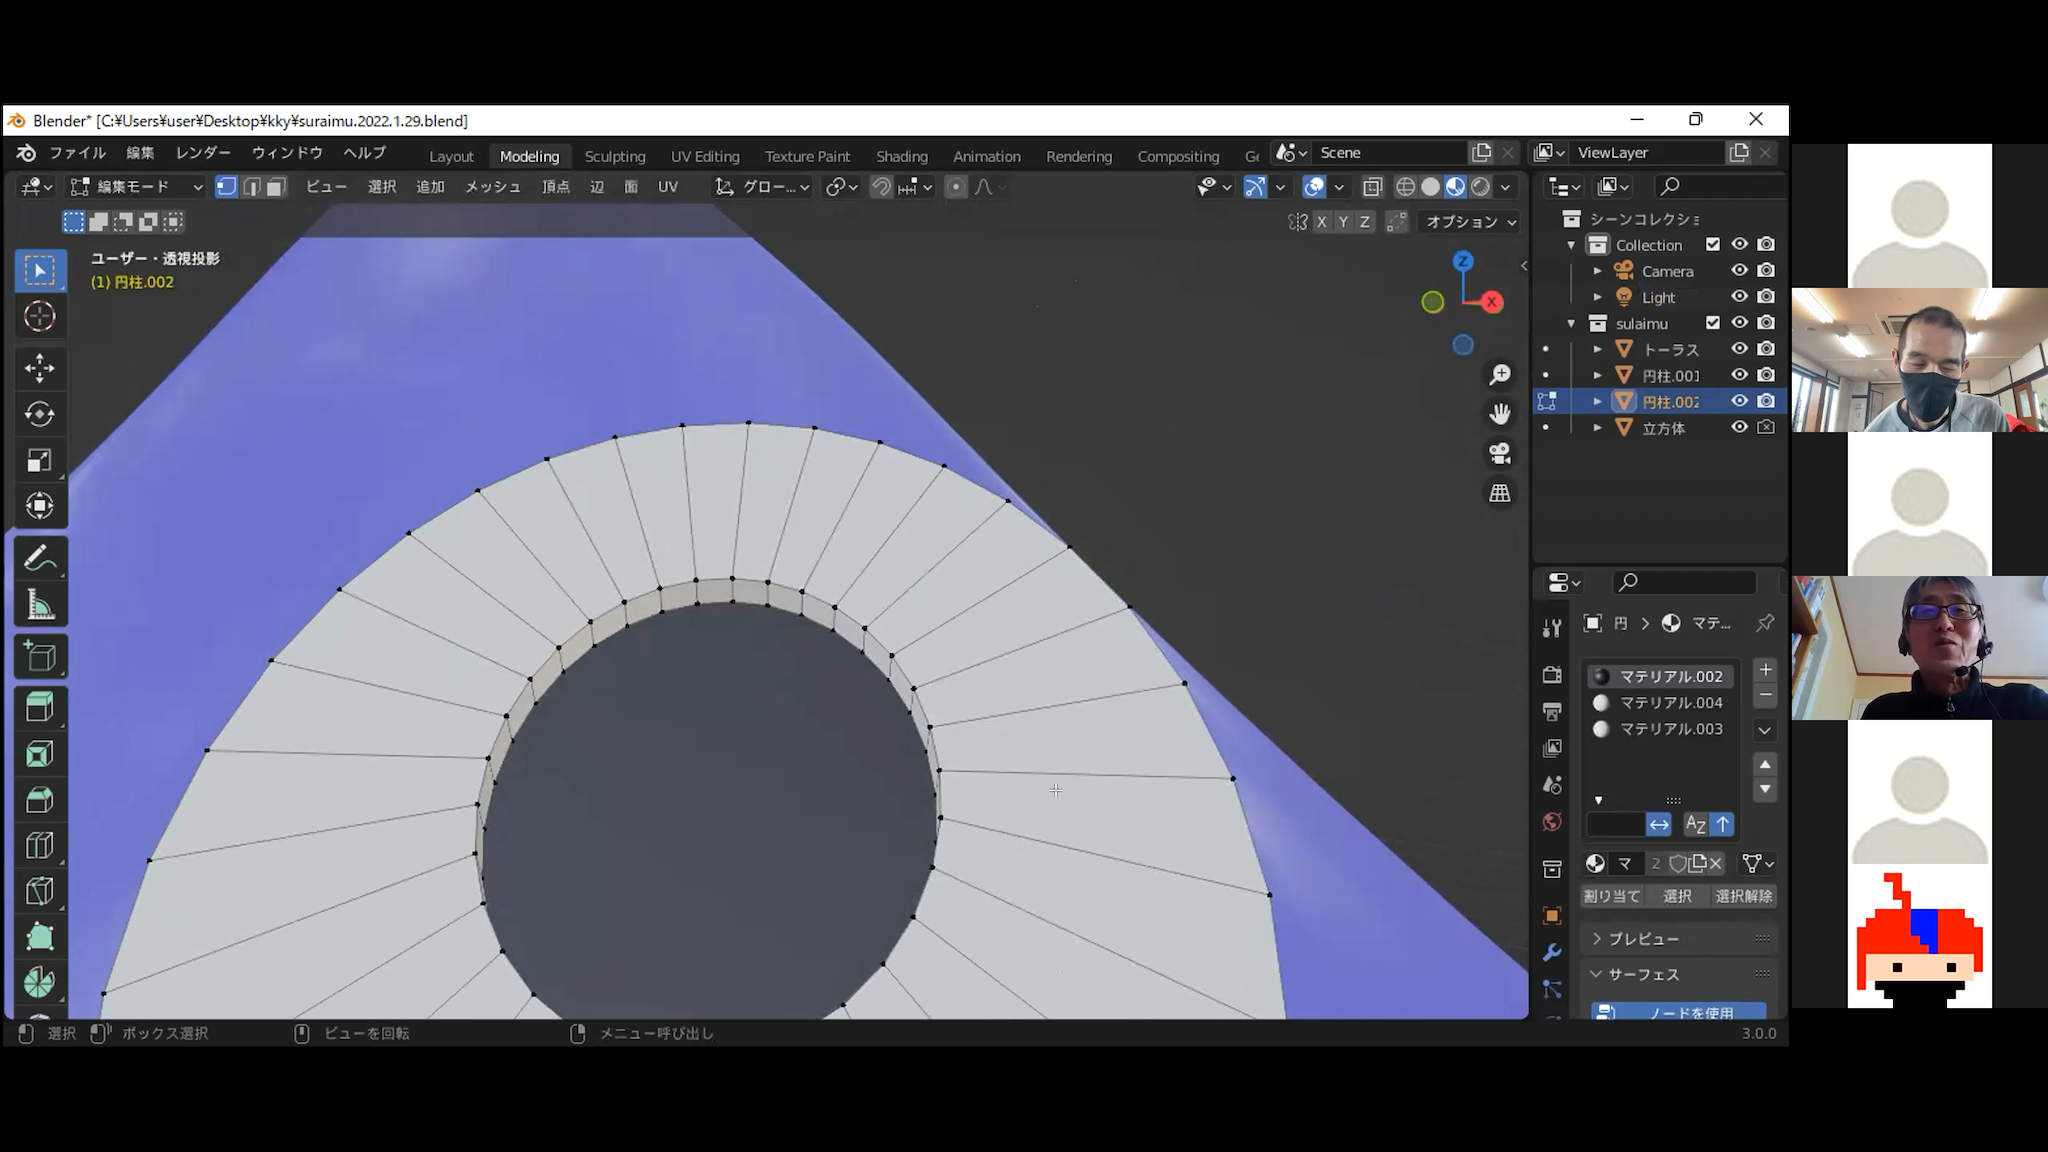 Blender* [C:¥Users¥user¥Desktop¥kky¥suraimu.2022.1.29.blend]
ファイル 編集 レンダー ウィンドウ ヘルプ Layout Modeling Sculpting UV Editing Texture Paint Shading Animation Rendering Compositing Ge Scene ViewLayer
編集モード ビュー 選択 追加 メッシュ 頂点 辺 面 UV グロー...
X Y Z オプション
ユーザー・透視投影
(1) 円柱.002
Z
X
シーンコレクショ
Collection
Camera
Light
sulaimu
トーラス
円柱.001
円柱.002
立方体
円 マテ...
マテリアル.002
マテリアル.004
マテリアル.003
マ 2
割り当て 選択 選択解除
プレビュー
サーフェス
ノードを使用
選択 ボックス選択 ビューを回転 メニュー呼び出し 3.0.0